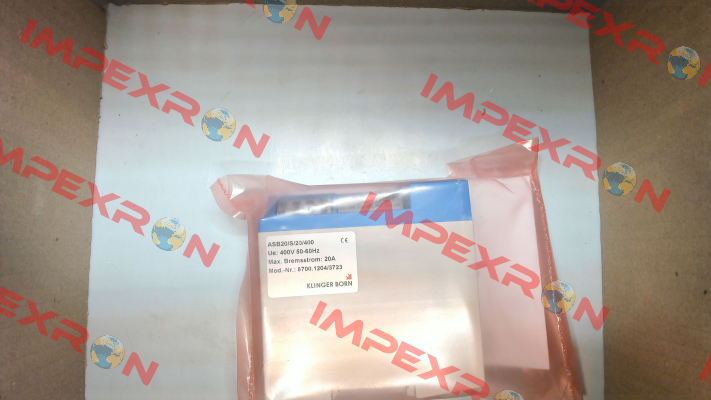 IMPEXRON
IMPEXRON
IMPEXRON
IMPEXRON
IMPEXRON
IMPEXRON
IMPEXRON
IMPEXRON
ASB20/S/23/400
CE
Ue: 400V 50-60Hz
Max. Bremsstrom: 20A
Mod.-Nr.: 8700.1204/3723
KLINGER BORN